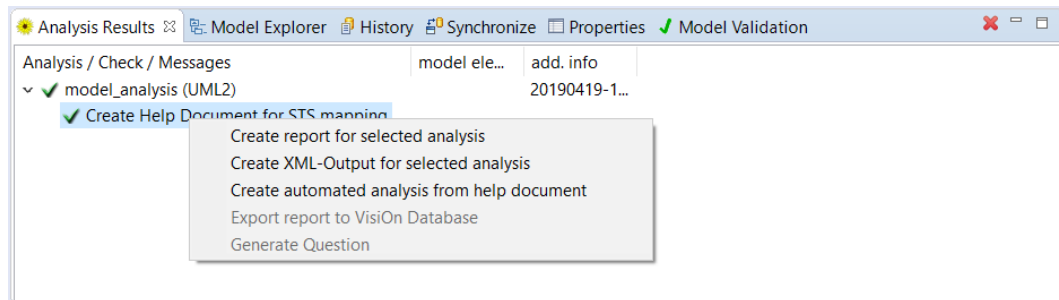 Analysis Results Model Explorer History Synchronize Properties Model Validation
Analysis / Check / Messages model ele... add. info
model_analysis (UML2) 20190419-1...
Create Help Document for STS mapping
Create report for selected analysis
Create XML-Output for selected analysis
Create automated analysis from help document
Export report to VisiOn Database
Generate Question